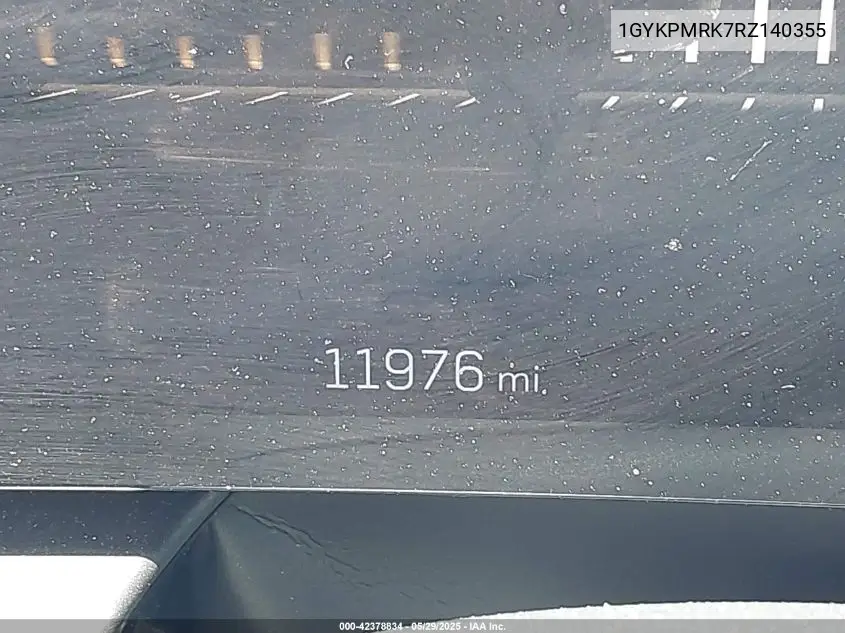 1GYKPMRK7RZ140355
11976 mi
000-42378834 - 05/29/2025 - IAA Inc.